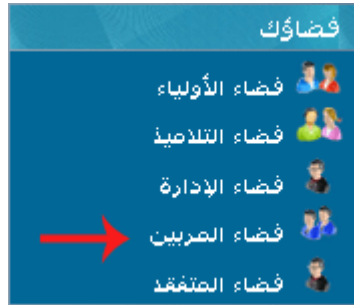 فضاؤك
فضاء الأولياء
فضاء التلاميذ
فضاء الإدارة
فضاء المربين
فضاء المتفقد